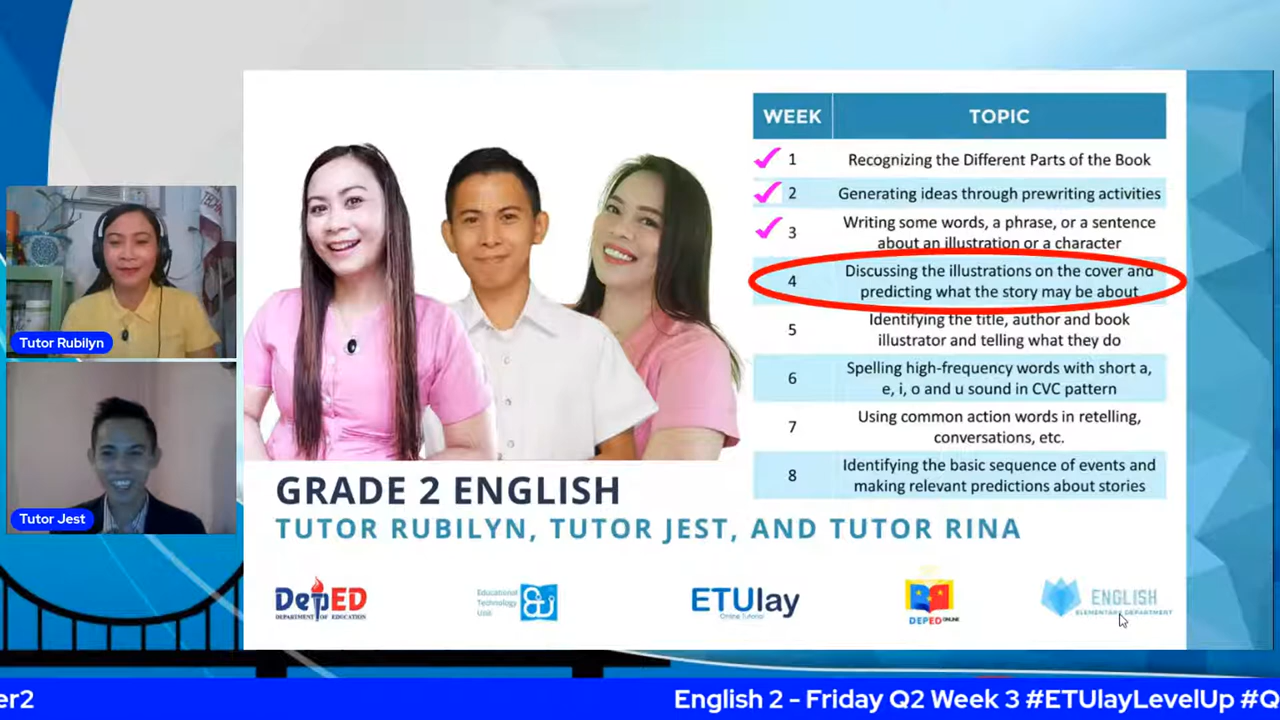 WEEK TOPIC
1 Recognizing the Different Parts of the Book
2 Generating ideas through prewriting activities
3 Writing some words, a phrase, or a sentence
about an illustration or a character
4 Discussing the illustrations on the cover and
predicting what the story may be about
5 Identifying the title, author and book
illustrator and telling what they do
6 Spelling high-frequency words with short a,
e, i, o and u sound in CVC pattern
7 Using common action words in retelling,
conversations, etc.
8 Identifying the basic sequence of events and
making relevant predictions about stories
Tutor Rubilyn
Tutor Jest
GRADE 2 ENGLISH
TUTOR RUBILYN, TUTOR JEST, AND TUTOR RINA
DepED
DEPARTMENT OF EDUCATION
Educational
Technology
Unit
ETUlay
Online Tutorial
DEPED ONLINE
ENGLISH
ELEMENTARY DEPARTMENT
er2
English 2 - Friday Q2 Week 3 #ETUlayLevelUp #Q